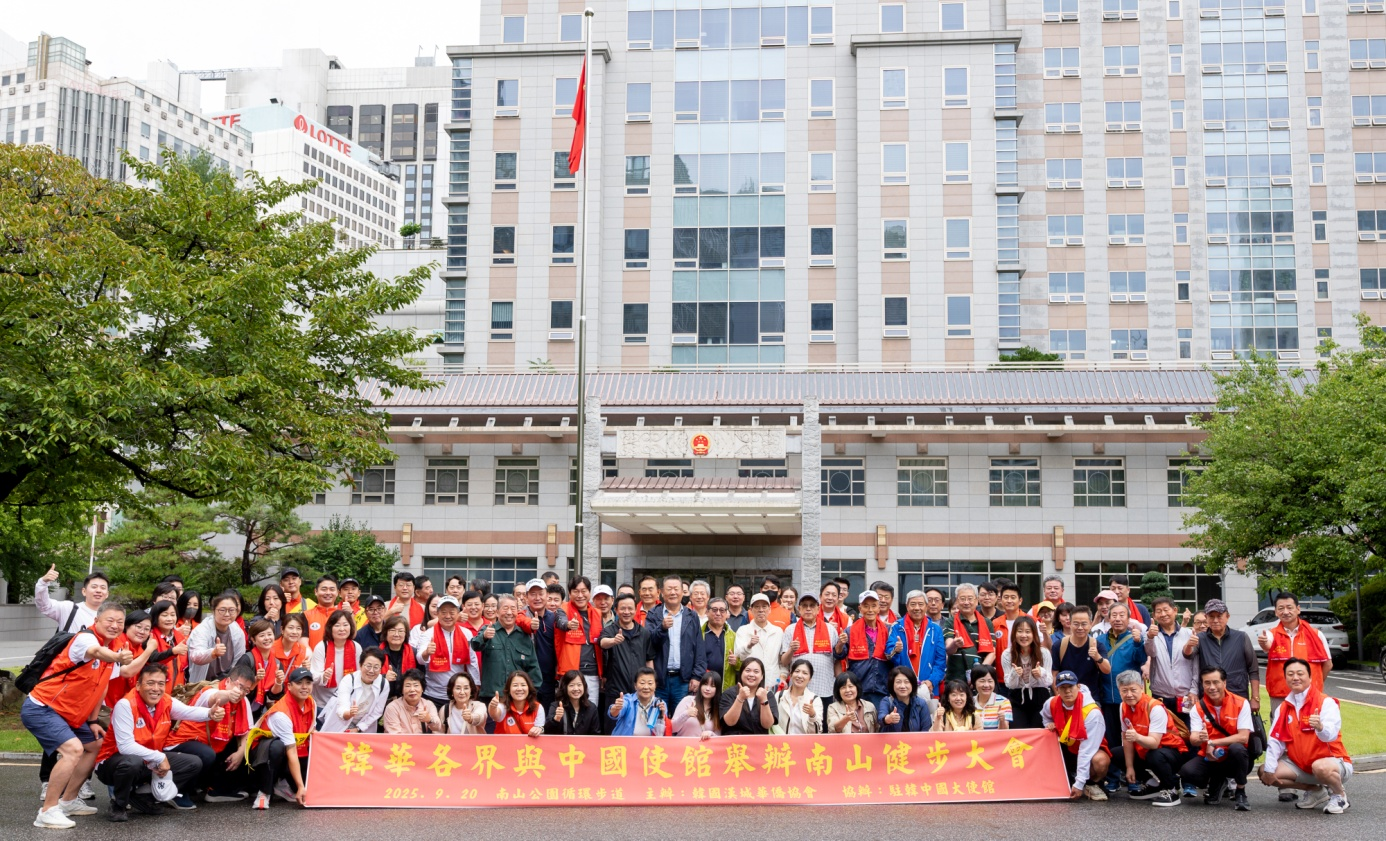 TTE
LOTTE
韓華各界與中國使館舉辦南山健步大會
2025. 9. 20 南山公園循環步道 主辦：韓國漢城華僑協會 協辦：駐韓中國大使館